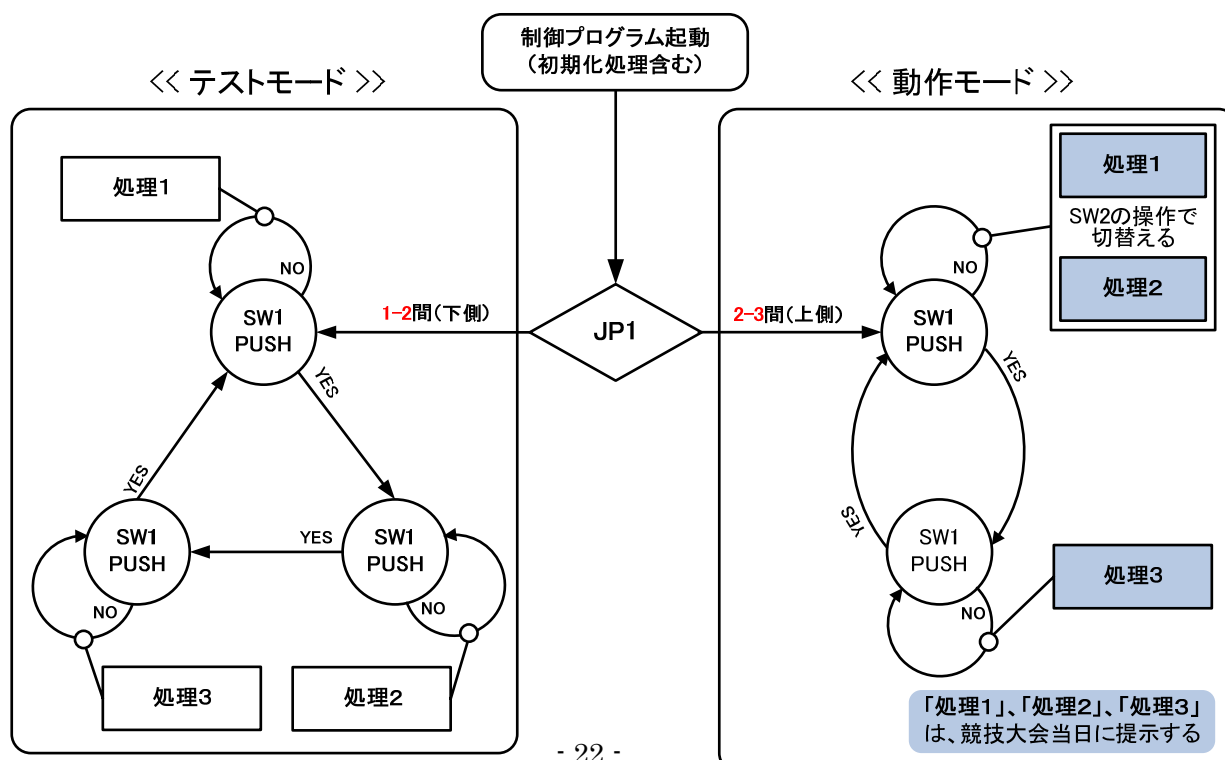 制御プログラム起動
（初期化処理含む）
<< テストモード >>
<< 動作モード >>
処理1
NO
SW1
PUSH
1-2間（下側）
JP1
2-3間（上側）
YES
SW1
PUSH
YES
SW1
PUSH
YES
NO
NO
処理3
処理2
処理1
SW2の操作で
切替える
処理2
NO
SW1
PUSH
YES
YES
SW1
PUSH
NO
処理3
「処理1」、「処理2」、「処理3」
は、競技大会当日に提示する
- 22 -